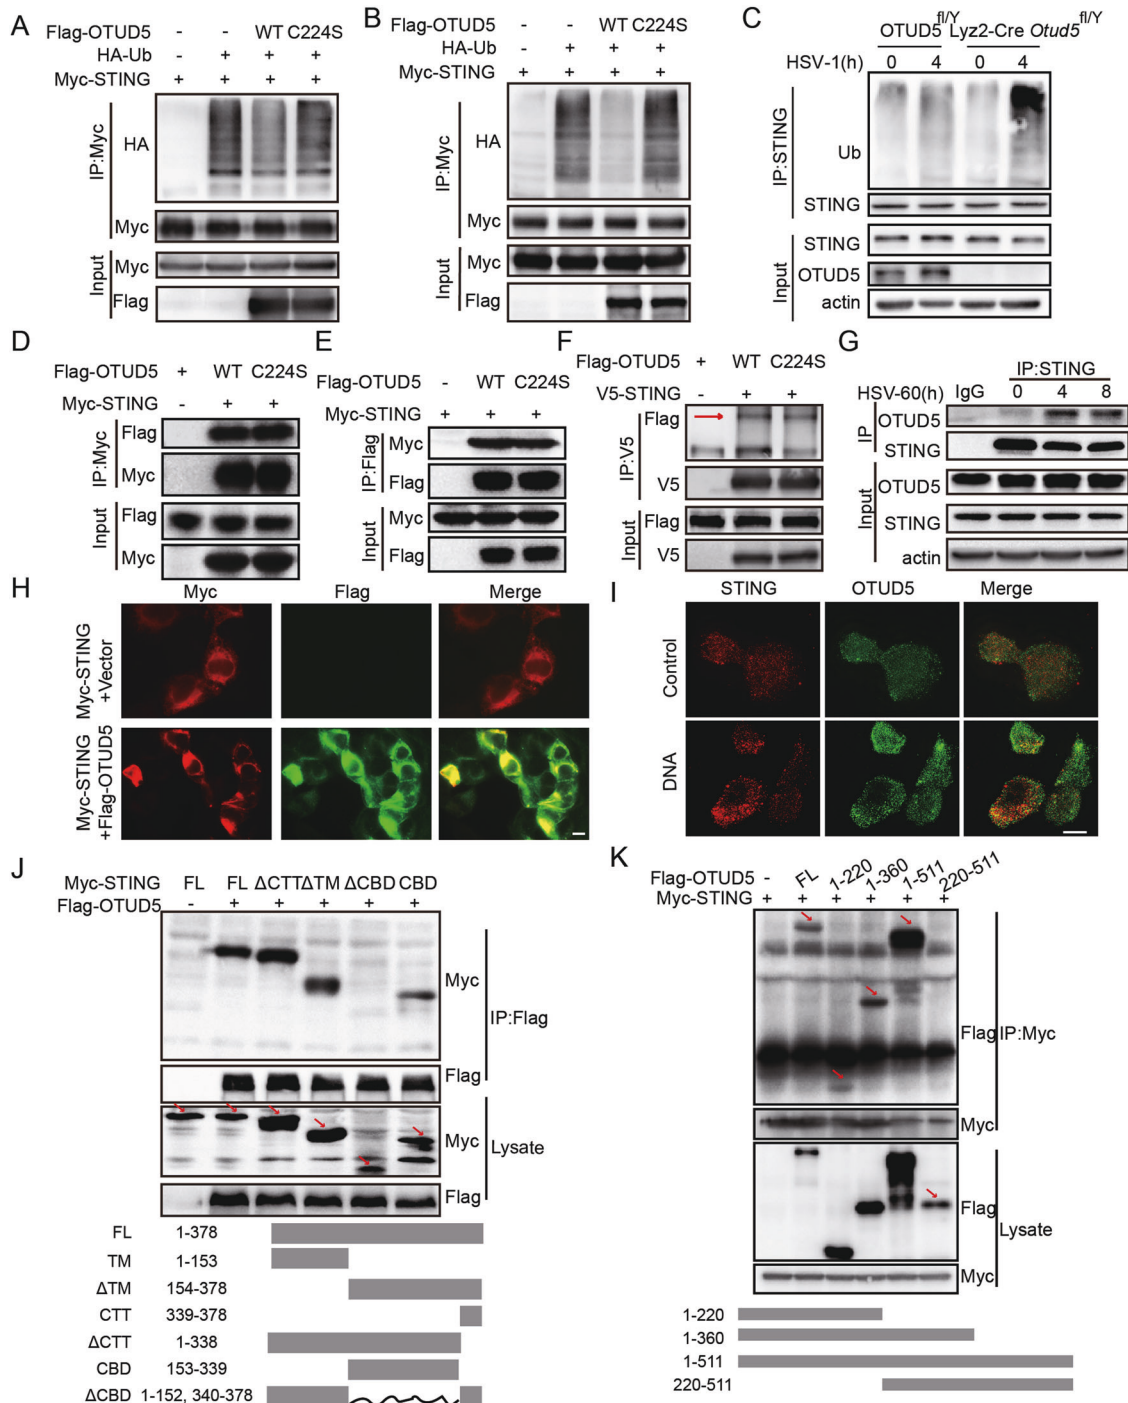 A
Flag-OTUD5 - - WT C224S
HA-Ub - + + +
Myc-STING + + + +
IP:Myc
HA
Myc
Input
Myc
Flag
B
Flag-OTUD5 - - WT C224S
HA-Ub - + + +
Myc-STING + + + +
IP:Myc
HA
Myc
Input
Myc
Flag
C
OTUD5fl/Y Lyz2-Cre Otud5fl/Y
HSV-1(h) 0 4 0 4
IP:STING
Ub
STING
Input
STING
OTUD5
actin
D
Flag-OTUD5 + WT C224S
Myc-STING - + +
IP:Myc
Flag
Myc
Input
Flag
Myc
E
Flag-OTUD5 - WT C224S
Myc-STING + + +
IP:Flag
Myc
Flag
Input
Myc
Flag
F
Flag-OTUD5 + WT C224S
V5-STING - + +
IP:V5
Flag
V5
Input
Flag
V5
G
IP:STING
HSV-60(h) IgG 0 4 8
IP
OTUD5
STING
Input
OTUD5
STING
actin
H
Myc Flag Merge
Myc-STING
+Vector
Myc-STING
+Flag-OTUD5
I
STING OTUD5 Merge
Control
DNA
J
Myc-STING FL FL ΔCTT ΔTM ΔCBD CBD
Flag-OTUD5 - + + + + +
Myc
IP:Flag
Flag
Myc
Lysate
Flag
FL 1-378
TM 1-153
ΔTM 154-378
CTT 339-378
ΔCTT 1-338
CBD 153-339
ΔCBD 1-152, 340-378
K
Flag-OTUD5 - FL 1-220 1-360 1-511 220-511
Myc-STING + + + + + +
Flag
IP:Myc
Myc
Flag
Lysate
Myc
1-220
1-360
1-511
220-511